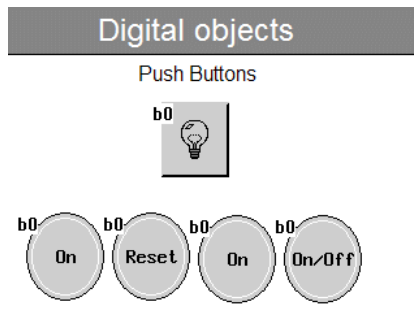 Digital objects
Push Buttons
b0
b0 b0 b0 b0
On Reset On On/Off